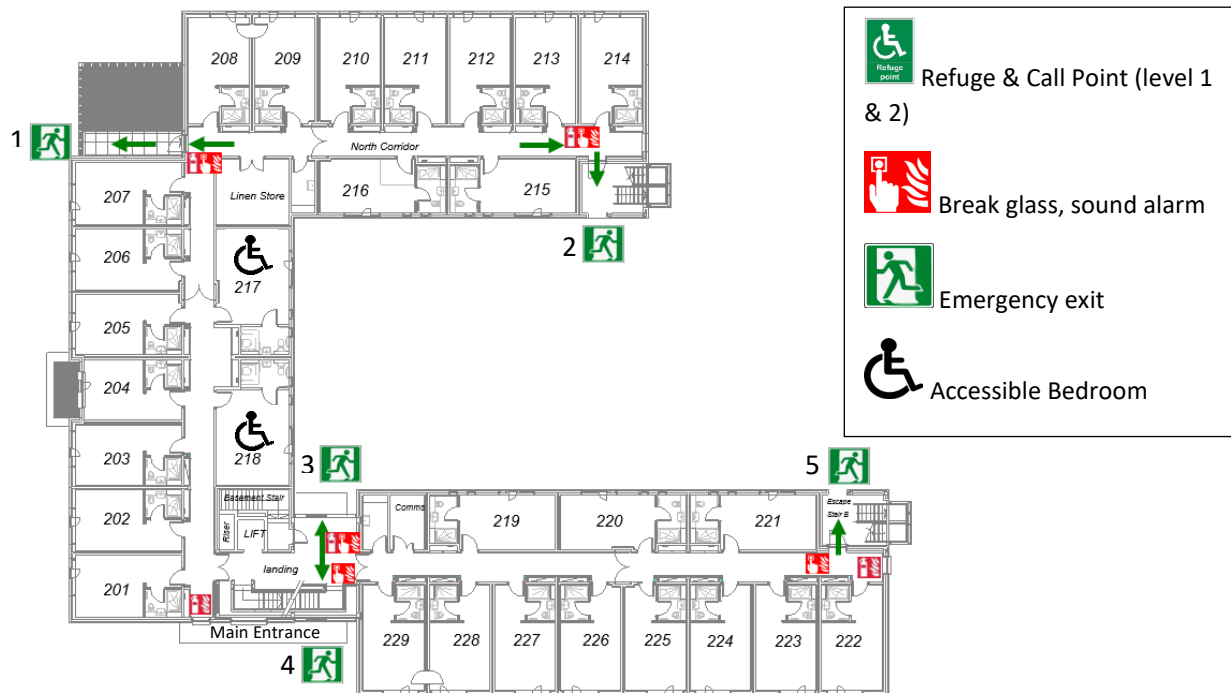 208 209 210 211 212 213 214
1
North Corridor
207
Linen Store
216
215
206
217
2
205
204
218
203
3
5
Basement Stair
202
Riser
LIFT
Comms
219
220
221
Escape
Stair B
landing
201
Main Entrance
229
228
227
226
225
224
223
222
4
Refuge
point
Refuge & Call Point (level 1
& 2)
Break glass, sound alarm
Emergency exit
Accessible Bedroom